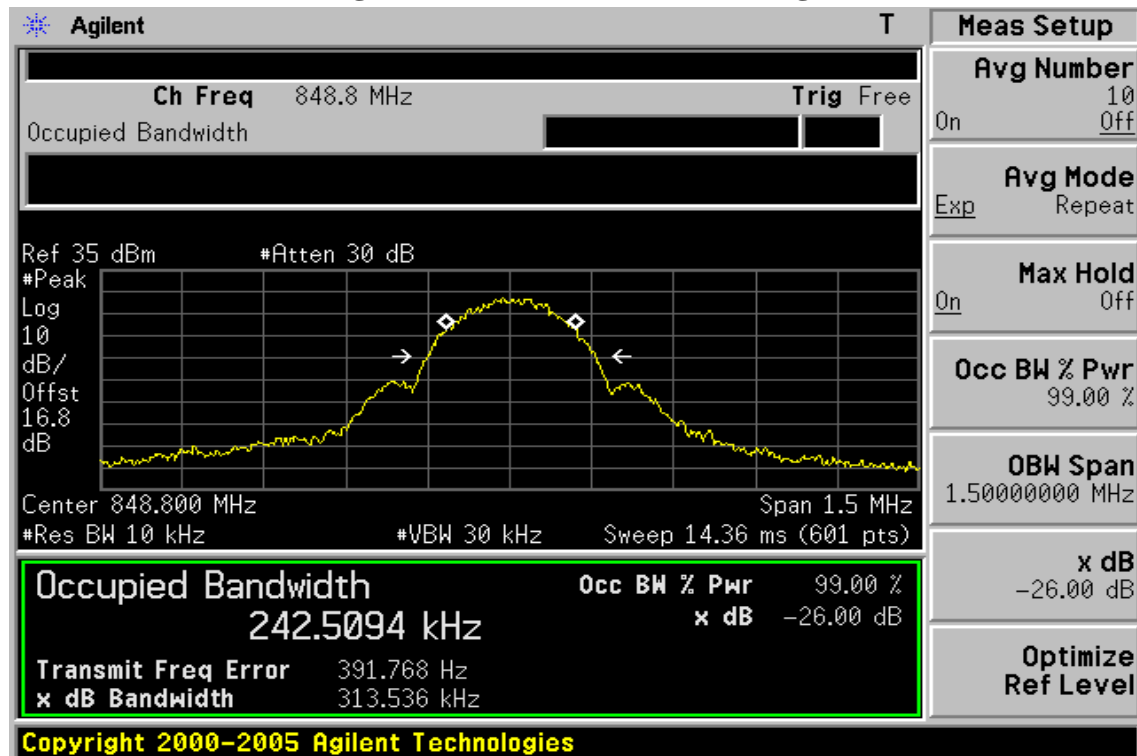 Agilent T
Ch Freq 848.8 MHz Trig Free
Occupied Bandwidth
Ref 35 dBm #Atten 30 dB
#Peak
Log
10
dB/
Offst
16.8
dB
Center 848.800 MHz Span 1.5 MHz
#Res BW 10 kHz #VBW 30 kHz Sweep 14.36 ms (601 pts)
Occupied Bandwidth
242.5094 kHz
Occ BW % Pwr 99.00 %
x dB -26.00 dB
Transmit Freq Error 391.768 Hz
x dB Bandwidth 313.536 kHz
Copyright 2000-2005 Agilent Technologies
Meas Setup
Avg Number
10
On Off
Avg Mode
Exp Repeat
Max Hold
On Off
Occ BW % Pwr
99.00 %
OBW Span
1.50000000 MHz
x dB
-26.00 dB
Optimize
Ref Level